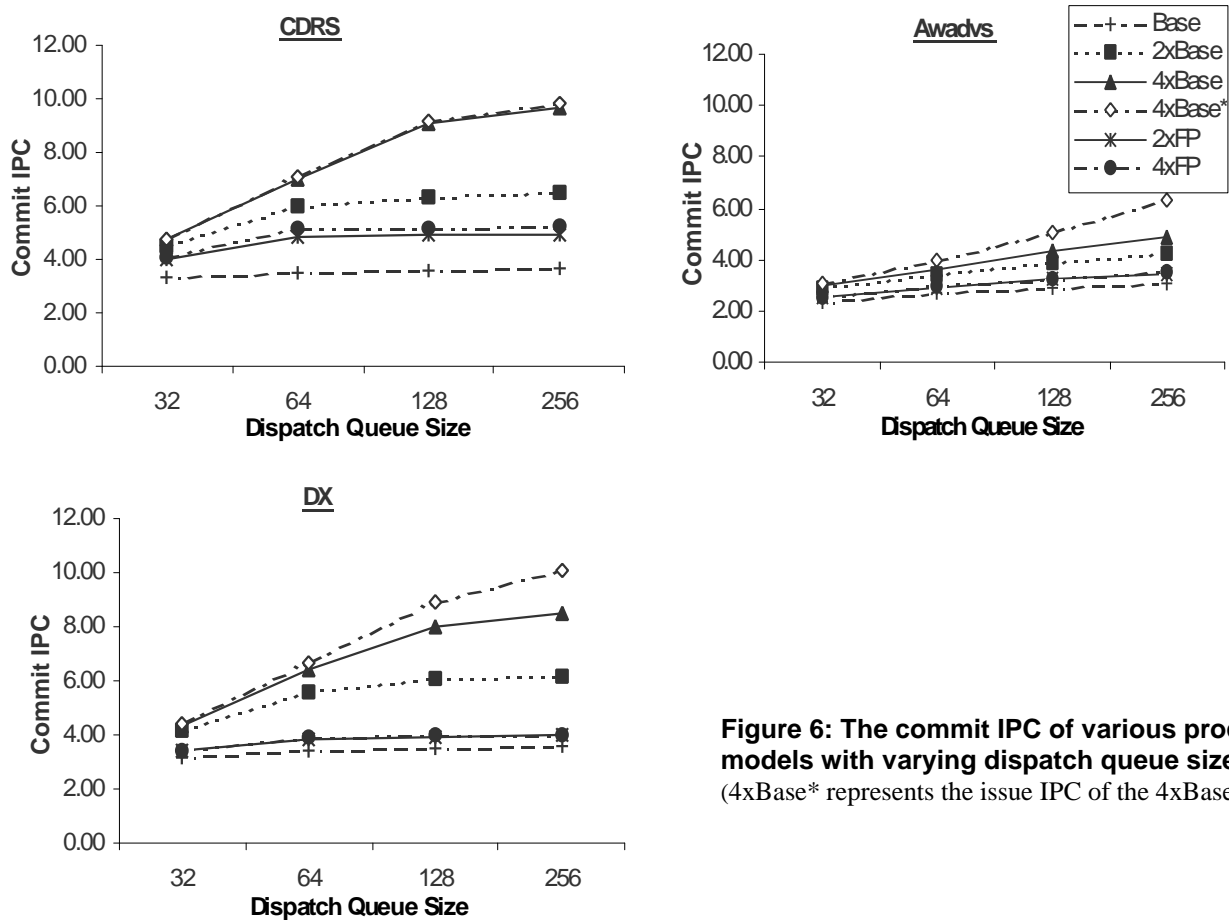 CDRS
12.00
10.00
8.00
6.00
4.00
2.00
0.00
Commit IPC
32 64 128 256
Dispatch Queue Size
Awadvs
12.00
10.00
8.00
6.00
4.00
2.00
0.00
Commit IPC
32 64 128 256
Dispatch Queue Size
Base
2xBase
4xBase
4xBase*
2xFP
4xFP
DX
12.00
10.00
8.00
6.00
4.00
2.00
0.00
Commit IPC
32 64 128 256
Dispatch Queue Size
Figure 6: The commit IPC of various proc
models with varying dispatch queue size
(4xBase* represents the issue IPC of the 4xBase